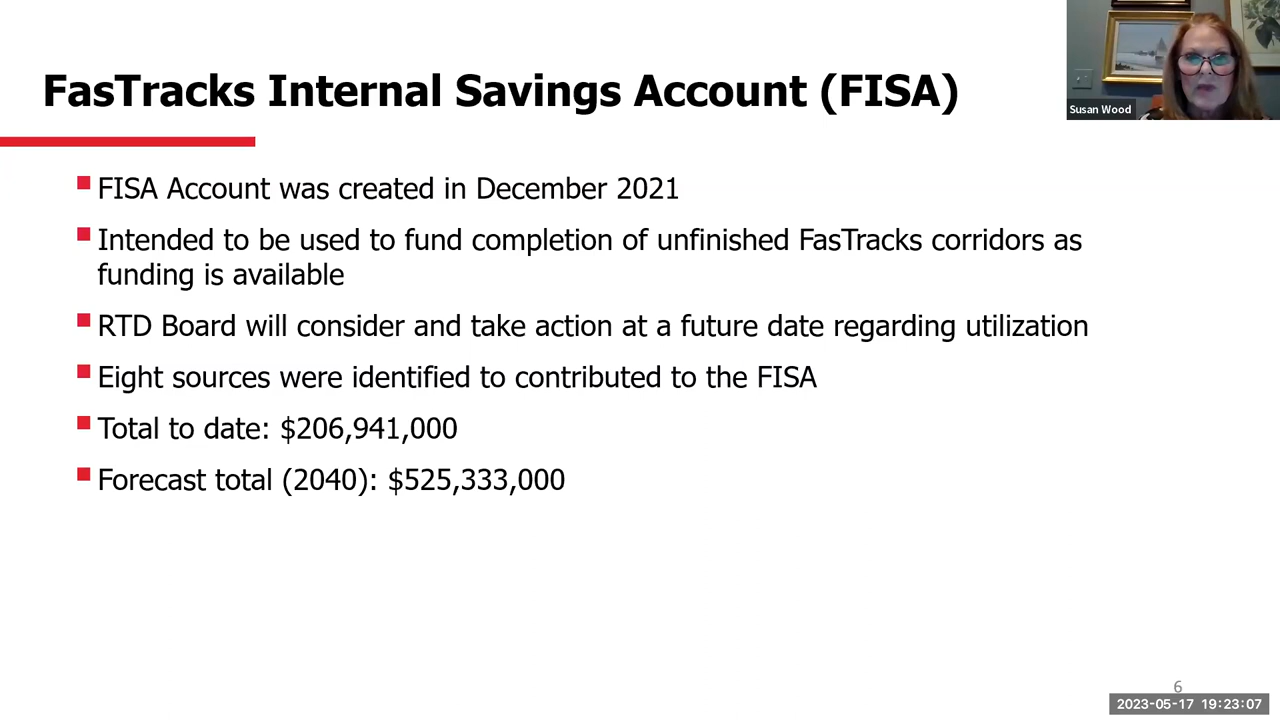 FasTracks Internal Savings Account (FISA)
Susan Wood
FISA Account was created in December 2021
Intended to be used to fund completion of unfinished FasTracks corridors as
funding is available
RTD Board will consider and take action at a future date regarding utilization
Eight sources were identified to contributed to the FISA
Total to date: $206,941,000
Forecast total (2040): $525,333,000
6
2023-05-17 19:23:07